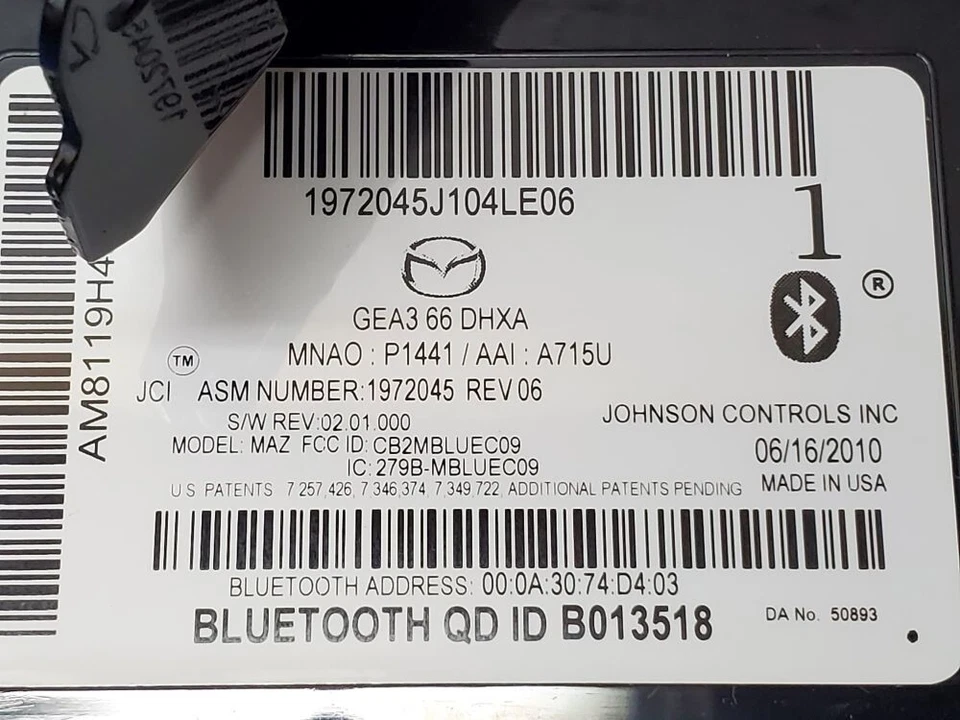 1972045J104LE06
1
®
GEA3 66 DHXA
MNAO : P1441 / AAI : A715U
TM
JCI ASM NUMBER:1972045 REV 06
S/W REV:02.01.000
MODEL: MAZ FCC ID: CB2MBLUEC09
IC: 279B-MBLUEC09
JOHNSON CONTROLS INC
06/16/2010
MADE IN USA
U S PATENTS 7 257,426, 7,346,374, 7,349,722, ADDITIONAL PATENTS PENDING
BLUETOOTH ADDRESS: 00:0A:30:74:D4:03
BLUETOOTH QD ID B013518
DA No. 50893
AM8119H4